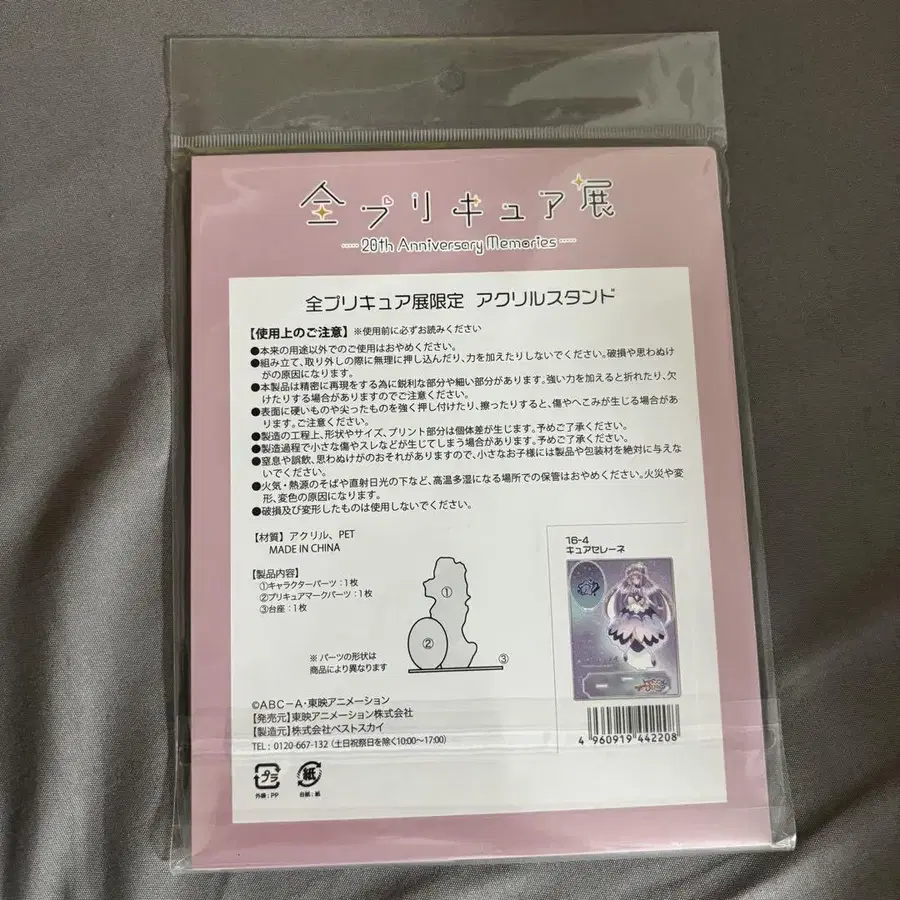 全プリキュア展
20th Anniversary Memories
全プリキュア展限定 アクリルスタンド
【使用上のご注意】 ※使用前に必ずお読みください
●本来の用途以外でのご使用はおやめください。
●組み立て、取り外しの際に無理に押し込んだり、力を加えたりしないでください。破損や思わぬけ
がの原因になります。
●本製品は精密に再現をする為に鋭利な部分や細い部分があります。強い力を加えると折れたり、欠
けたりする場合がありますのでご注意ください。
●表面に硬いものや尖ったものを強く押し付けたり、擦ったりすると、傷やへこみが生じる場合があ
ります。ご注意ください。
●製造の工程上、形状やサイズ、プリント部分は個体差が生じます。予めご了承ください。
●製造過程で小さな傷やスレなどが生じてしまう場合があります。予めご了承ください。
●窒息や誤飲、思わぬけがのおそれがありますので、小さなお子様には製品や包装材を絶対に与えな
いでください。
●火気・熱源のそばや直射日光の下など、高温多湿になる場所での保管はおやめください。火災や変
形、変色の原因になります。
●破損及び変形したものは使用しないでください。
【材質】 アクリル、PET
MADE IN CHINA
【製品内容】
①キャラクターパーツ：1枚
②プリキュアマークパーツ：1枚
③台座：1枚
①
②
③
※ パーツの形状は
商品により異なります
16-4
キュアセレーネ
©ABC－A・東映アニメーション
【発売元】東映アニメーション株式会社
【製造元】株式会社ベストスカイ
TEL：0120-667-132（土日祝祭日を除く10:00〜17:00）
4 960919 442208
プラ
外袋：PP
紙
台紙：紙